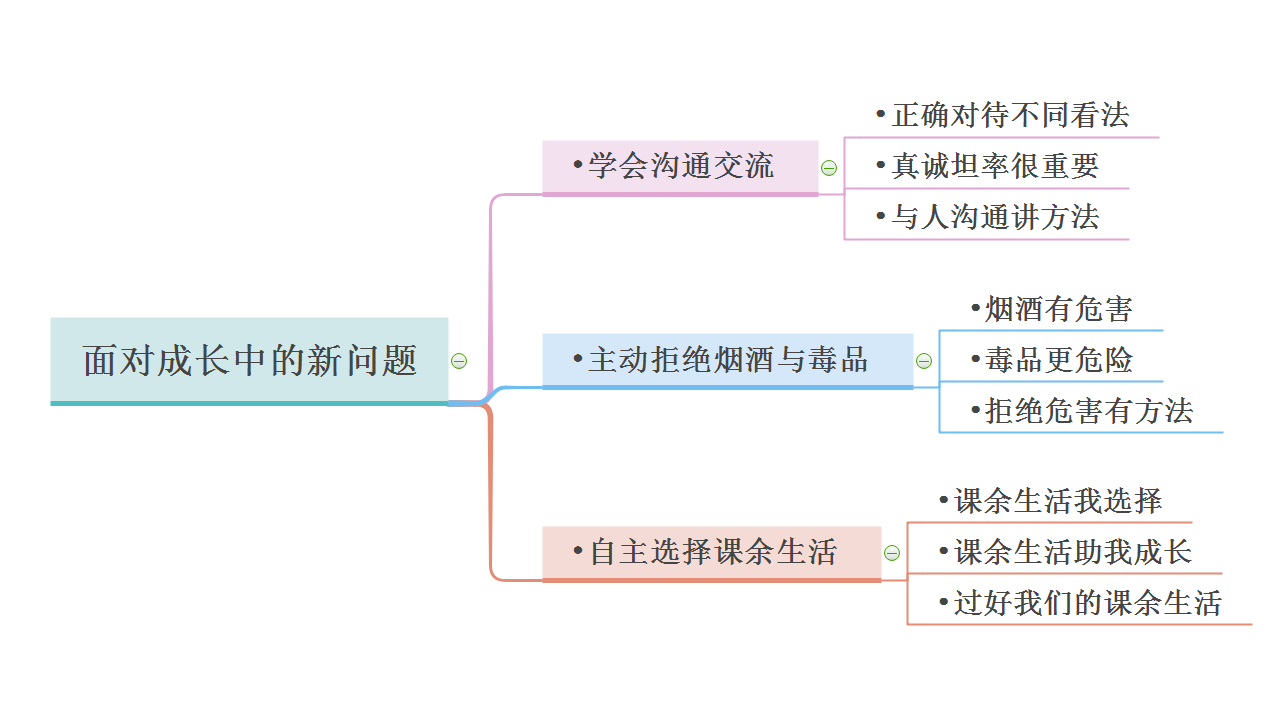 面对成长中的新问题
•学会沟通交流
•正确对待不同看法
•真诚坦率很重要
•与人沟通讲方法
•主动拒绝烟酒与毒品
•烟酒有危害
•毒品更危险
•拒绝危害有方法
•自主选择课余生活
•课余生活我选择
•课余生活助我成长
•过好我们的课余生活